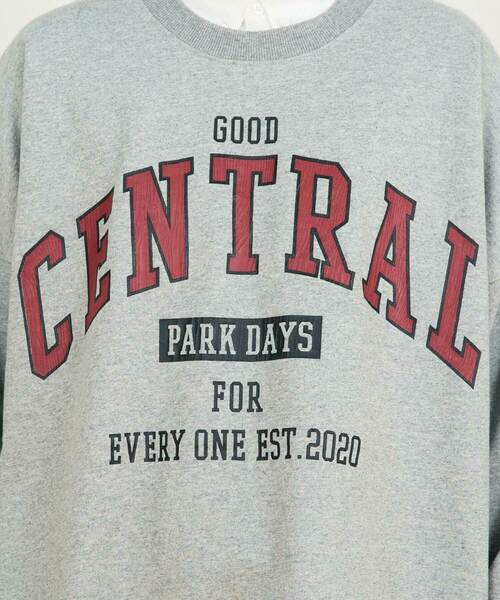 GOOD
CENTRAL
PARK DAYS
FOR
EVERY ONE EST.2020